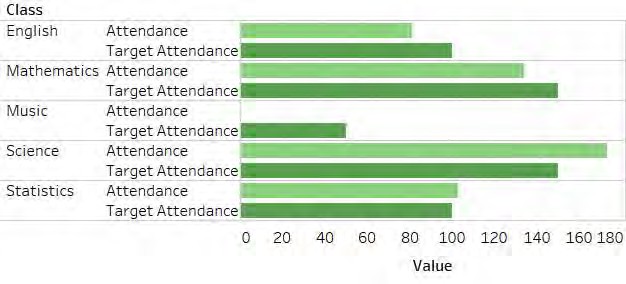 Class
English Attendance
Target Attendance
Mathematics Attendance
Target Attendance
Music Attendance
Target Attendance
Science Attendance
Target Attendance
Statistics Attendance
Target Attendance
0 20 40 60 80 100 120 140 160 180
Value